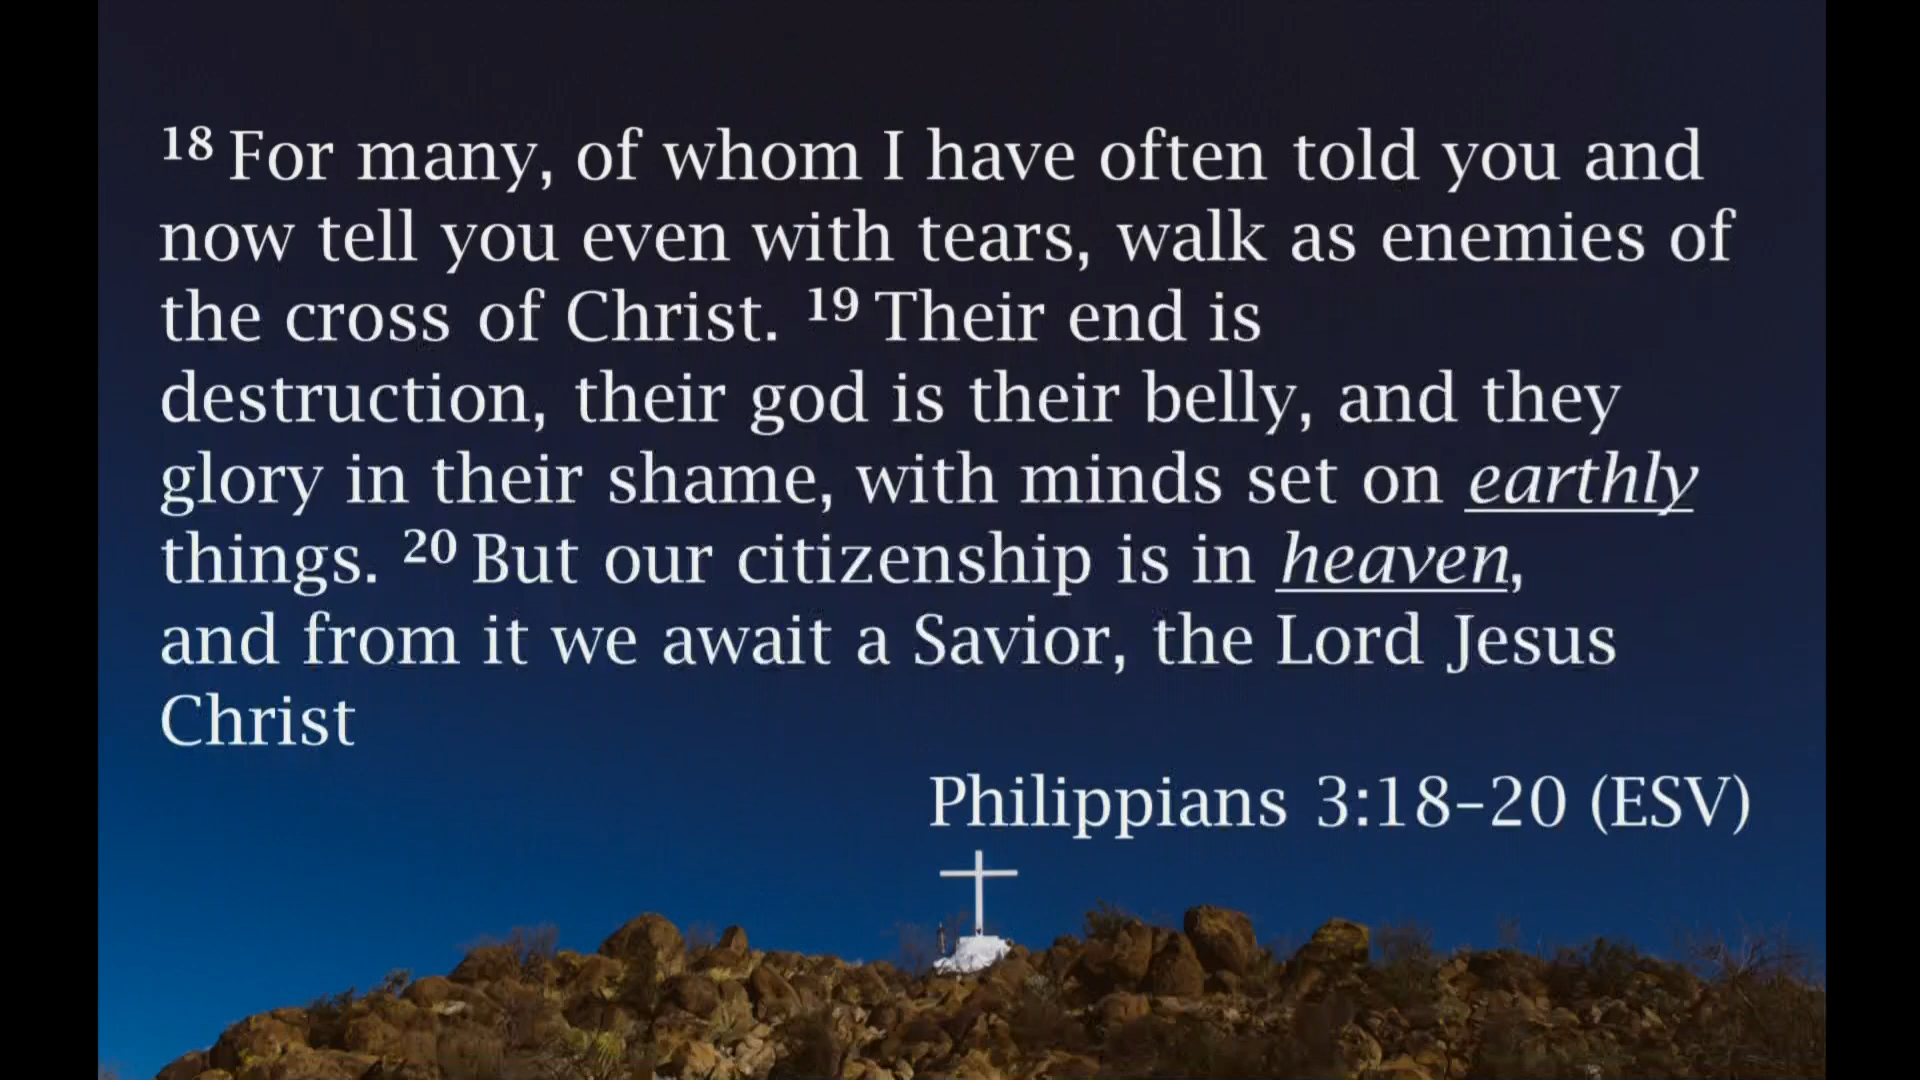 18 For many, of whom I have often told you and
now tell you even with tears, walk as enemies of
the cross of Christ. 19 Their end is
destruction, their god is their belly, and they
glory in their shame, with minds set on earthly
things. 20 But our citizenship is in heaven,
and from it we await a Savior, the Lord Jesus
Christ
Philippians 3:18–20 (ESV)